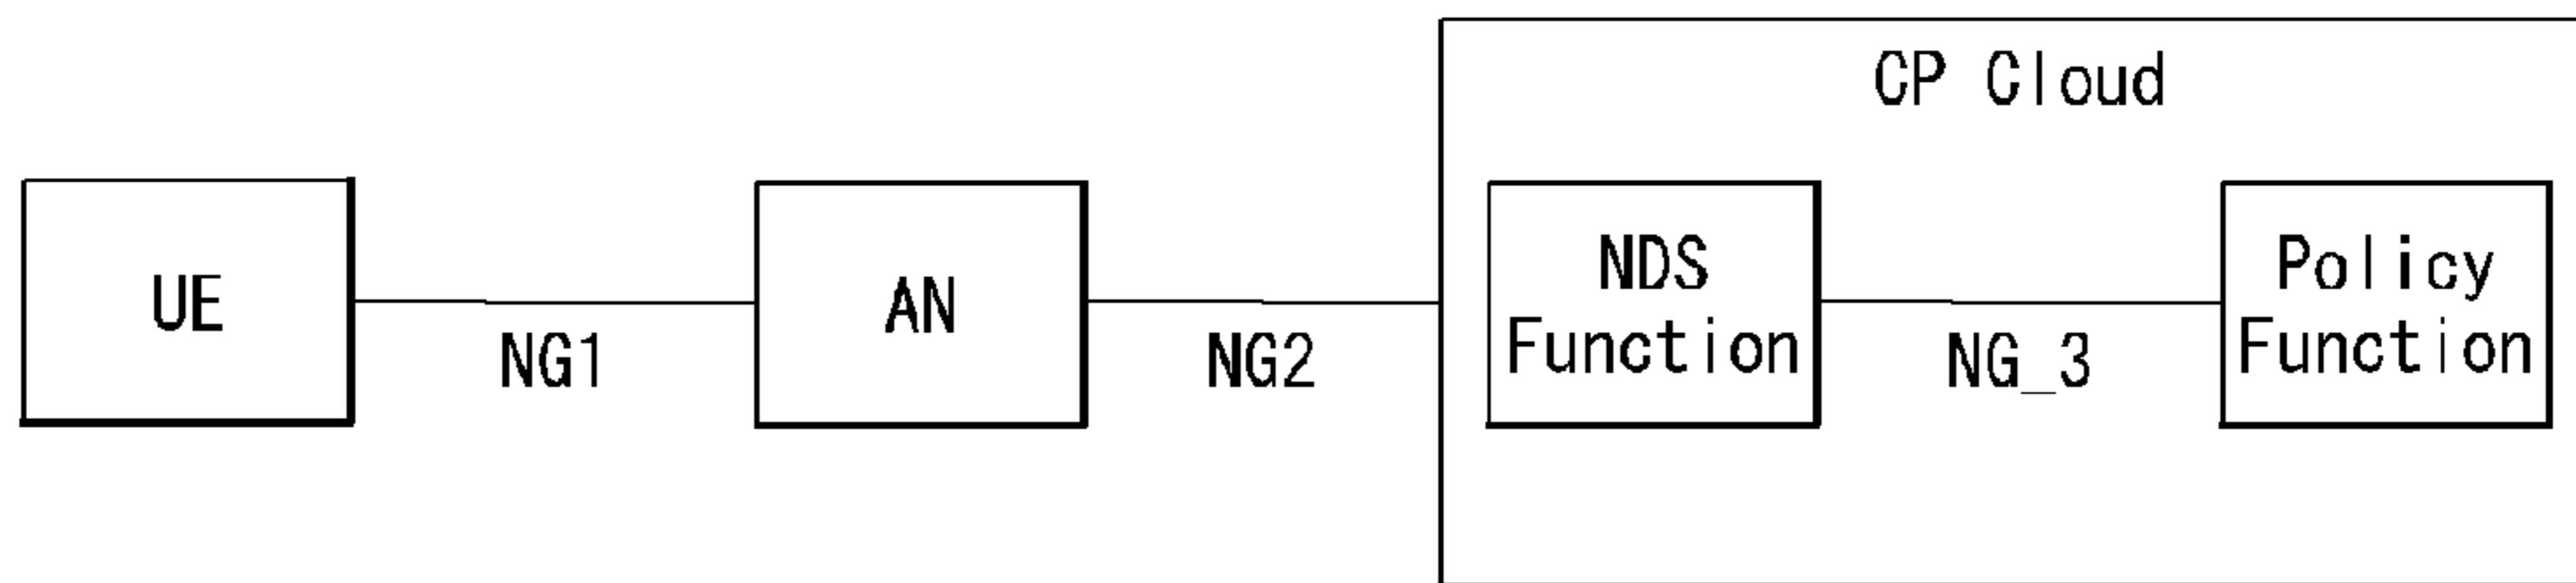 CP Cloud
UE
NG1
AN
NG2
NDS
Function
NG_3
Policy
Function